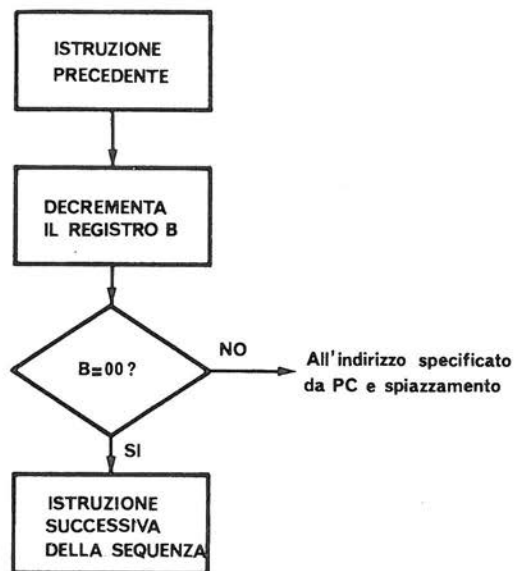 ISTRUZIONE
PRECEDENTE
DECREMENTA
IL REGISTRO B
B=00?
NO
All'indirizzo specificato
da PC e spiazzamento
SI
ISTRUZIONE
SUCCESSIVA
DELLA SEQUENZA